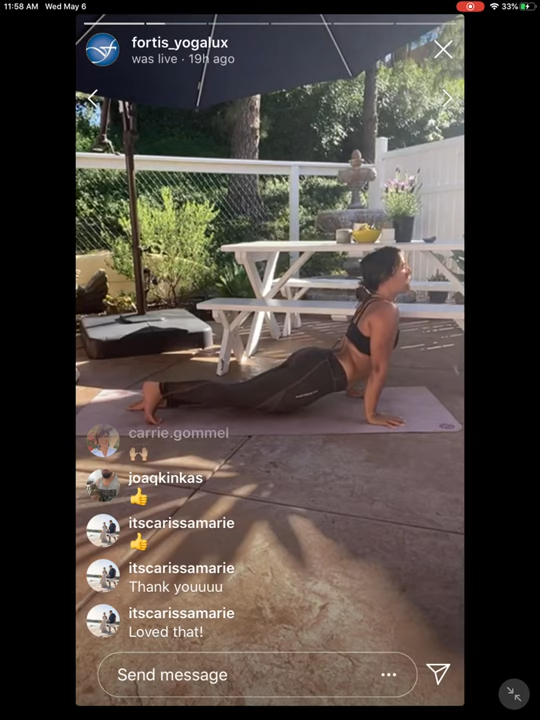 11:58 AM Wed May 6
33%
fortis_yogalux
was live · 19h ago
carrie.gommel
joaqkinkas
itscarissamarie
itscarissamarie
Thank youuuu
itscarissamarie
Loved that!
Send message